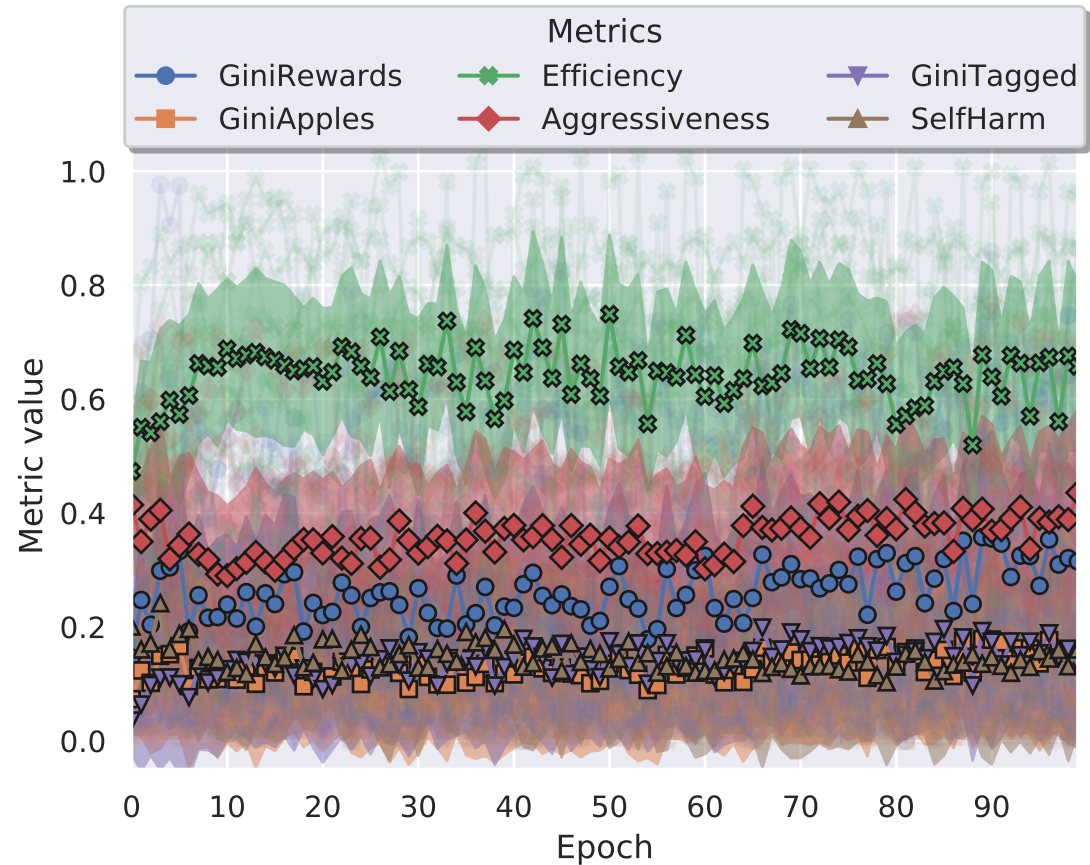 Metrics
GiniRewards Efficiency GiniTagged
GiniApples Aggressiveness SelfHarm
1.0
0.8
0.6
0.4
0.2
0.0
Metric value
0 10 20 30 40 50 60 70 80 90
Epoch